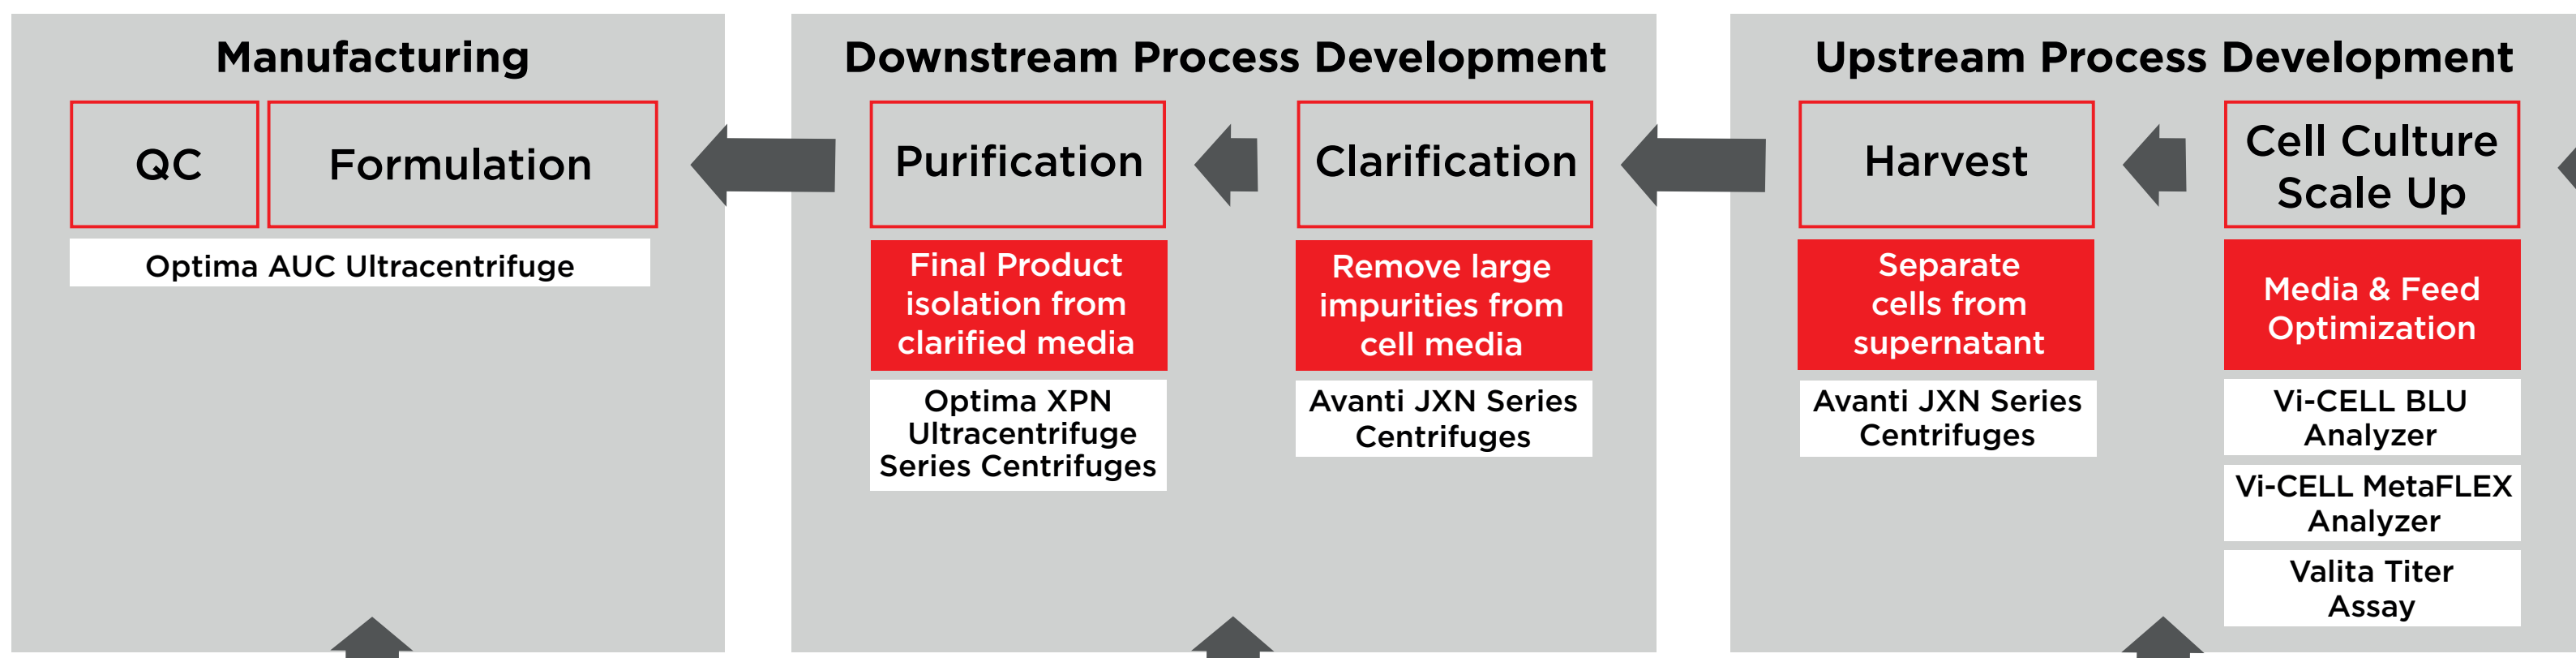 Manufacturing
QC
Formulation
Optima AUC Ultracentrifuge
Downstream Process Development
Purification
Final Product
isolation from
clarified media
Optima XPN
Ultracentrifuge
Series Centrifuges
Clarification
Remove large
impurities from
cell media
Avanti JXN Series
Centrifuges
Upstream Process Development
Harvest
Separate
cells from
supernatant
Avanti JXN Series
Centrifuges
Cell Culture
Scale Up
Media & Feed
Optimization
Vi-CELL BLU
Analyzer
Vi-CELL MetaFLEX
Analyzer
Valita Titer
Assay